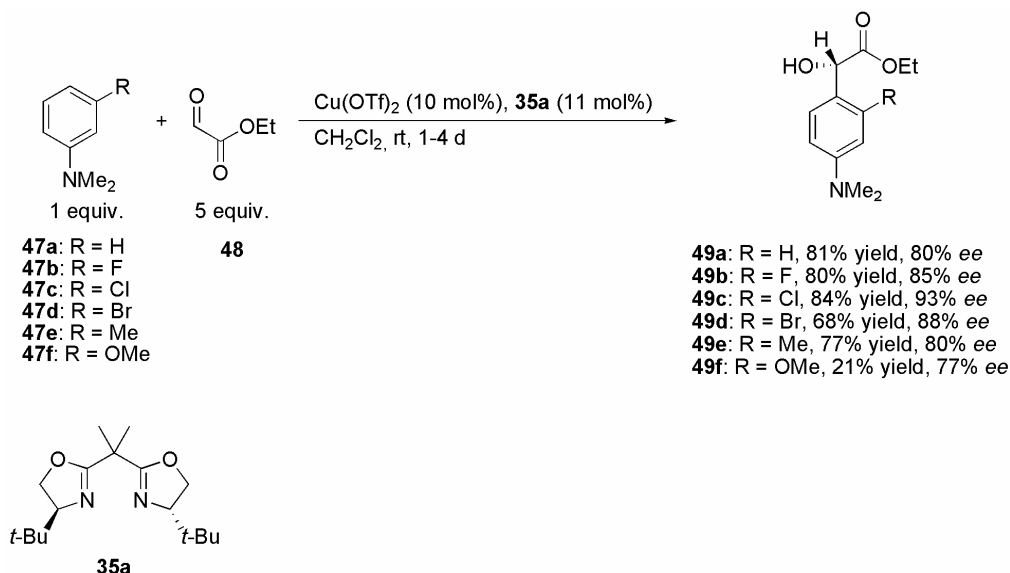 R
NMe2
1 equiv.
+
O
OEt
O
5 equiv.
48
Cu(OTf)2 (10 mol%), 35a (11 mol%)
CH2Cl2, rt, 1-4 d
O
H
HO
OEt
R
NMe2
47a: R = H
47b: R = F
47c: R = Cl
47d: R = Br
47e: R = Me
47f: R = OMe
49a: R = H, 81% yield, 80% ee
49b: R = F, 80% yield, 85% ee
49c: R = Cl, 84% yield, 93% ee
49d: R = Br, 68% yield, 88% ee
49e: R = Me, 77% yield, 80% ee
49f: R = OMe, 21% yield, 77% ee
O O
N N
t-Bu t-Bu
35a